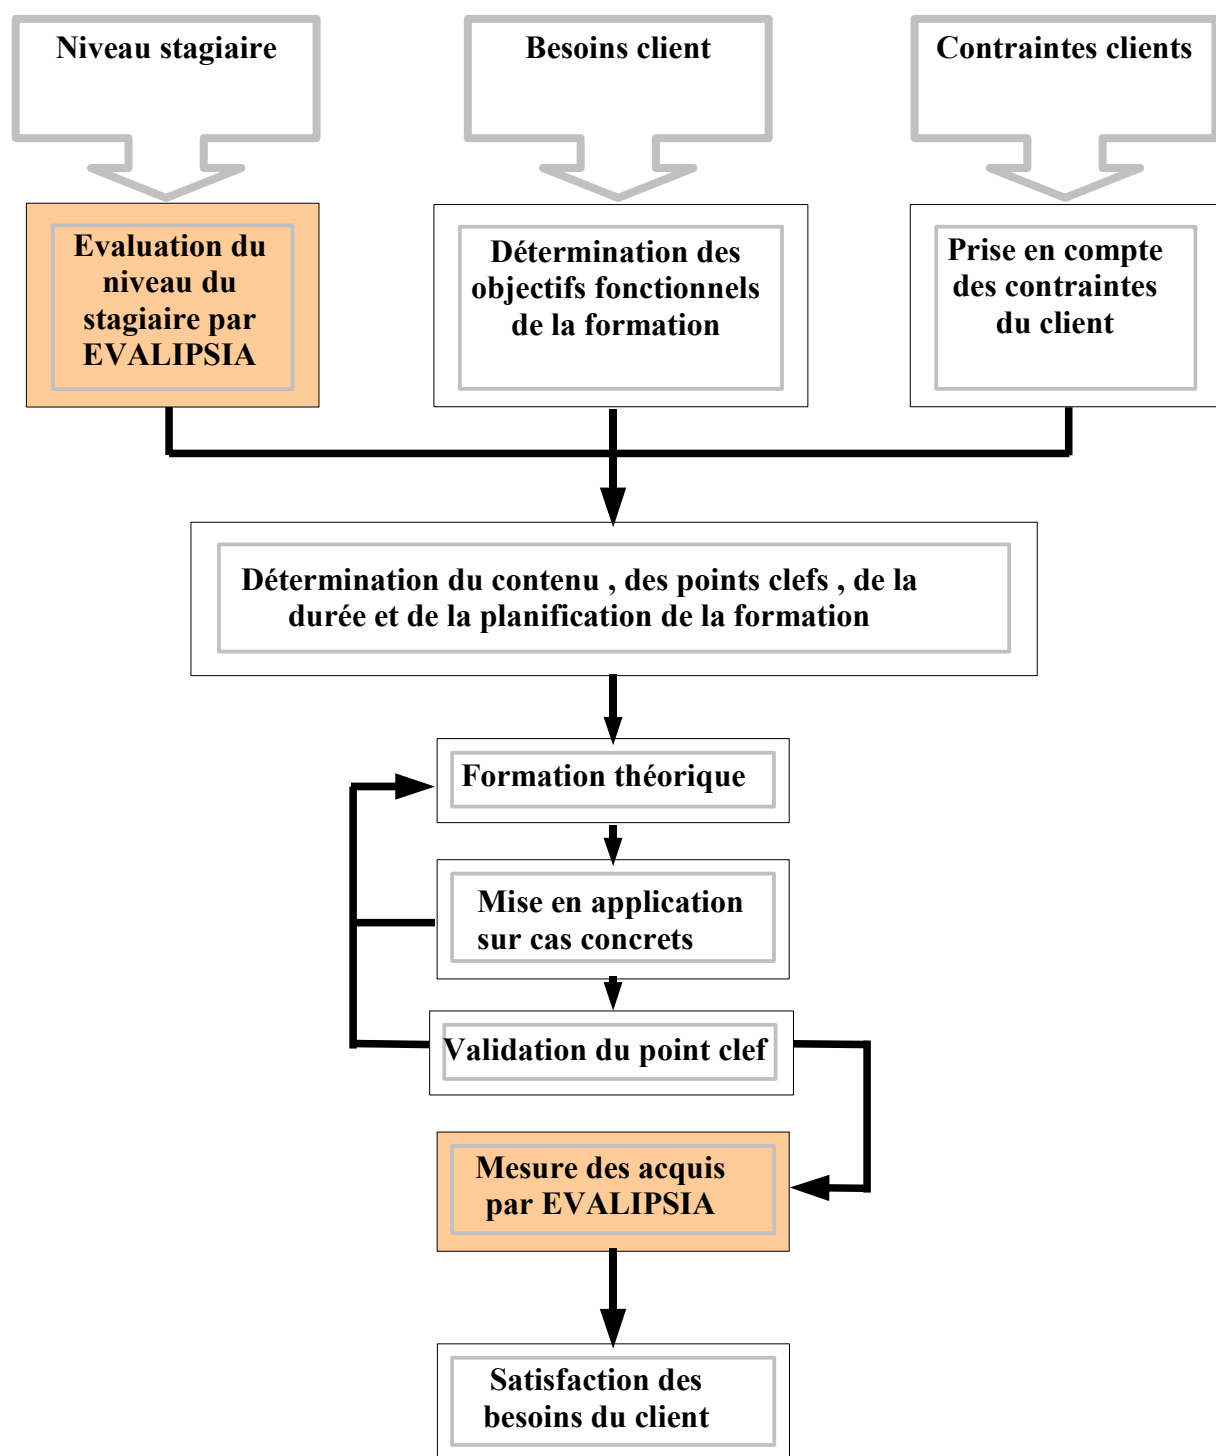 Niveau stagiaire
Besoins client
Contraintes clients
Evaluation du
niveau du
stagiaire par
EVALIPSIA
Détermination des
objectifs fonctionnels
de la formation
Prise en compte
des contraintes
du client
Détermination du contenu , des points clefs , de la
durée et de la planification de la formation
Formation théorique
Mise en application
sur cas concrets
Validation du point clef
Mesure des acquis
par EVALIPSIA
Satisfaction des
besoins du client